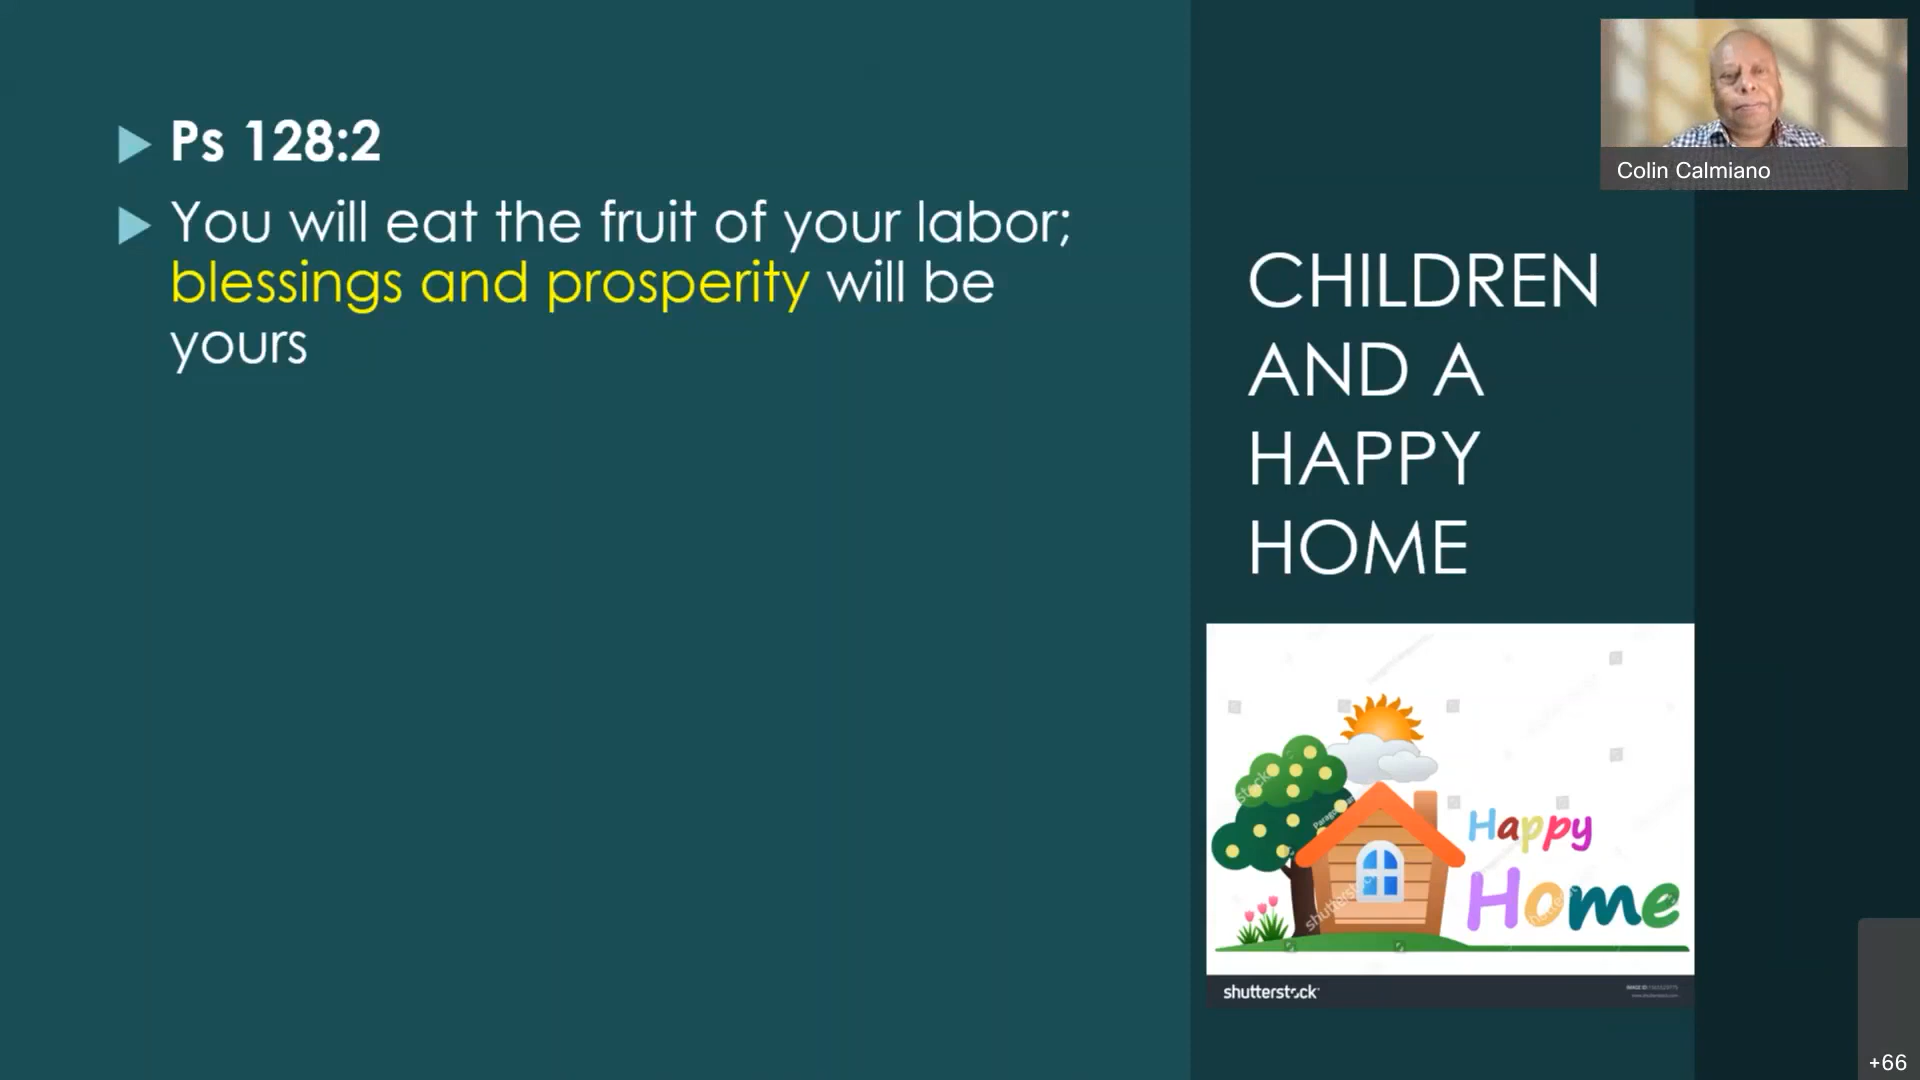 Ps 128:2
You will eat the fruit of your labor;
blessings and prosperity will be
yours
Colin Calmiano
CHILDREN
AND A
HAPPY
HOME
Happy
Home
shutterstock
+66